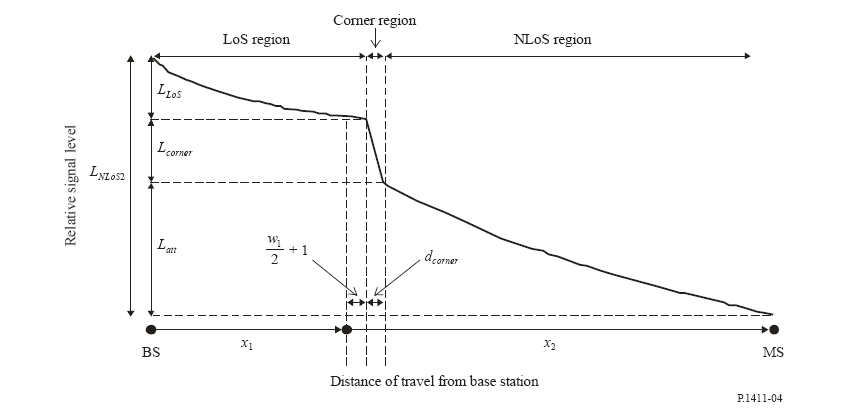 Corner region
LoS region
NLoS region
L_LoS
L_corner
L_NLoS2
Relative signal level
L_att
w_1/2 + 1
d_corner
x_1
x_2
BS
MS
Distance of travel from base station
P.1411-04